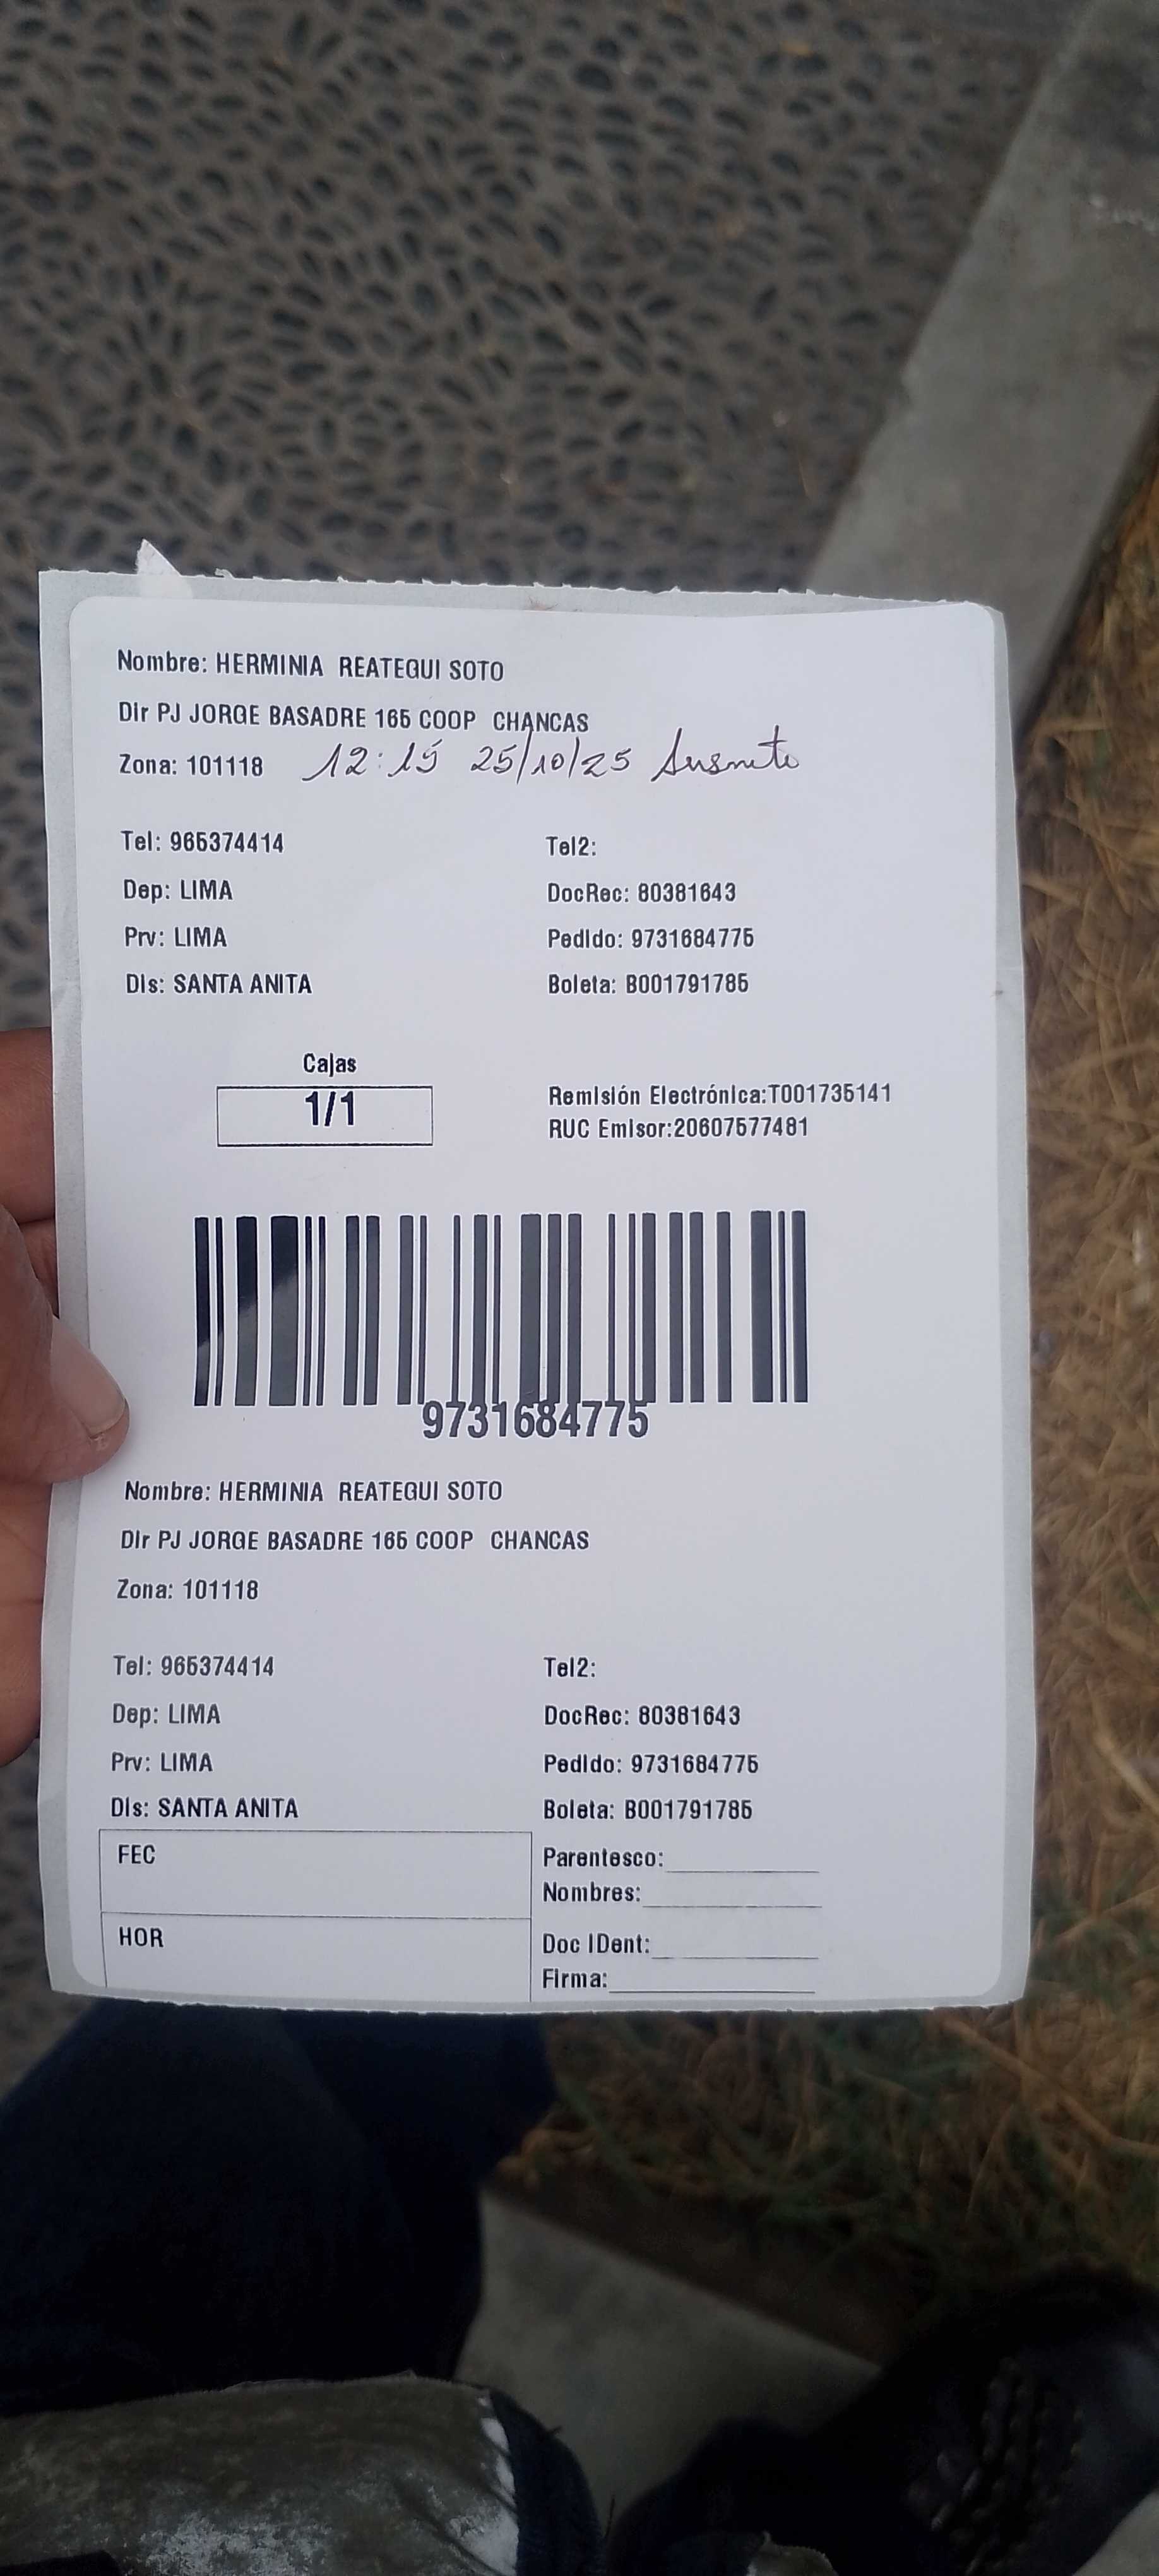 Nombre: HERMINIA REATEGUI SOTO
Dir PJ JORGE BASADRE 165 COOP CHANCAS
Zona: 101118 12:15 25/10/25
Tel: 965374414 Tel2:
Dep: LIMA DocRec: 80381643
Prv: LIMA Pedido: 9731684775
Dis: SANTA ANITA Boleta: B001791785
Cajas
1/1
Remisión Electrónica:T001735141
RUC Emisor:20607577481
9731684775
Nombre: HERMINIA REATEGUI SOTO
Dir PJ JORGE BASADRE 165 COOP CHANCAS
Zona: 101118
Tel: 965374414 Tel2:
Dep: LIMA DocRec: 80381643
Prv: LIMA Pedido: 9731684775
Dis: SANTA ANITA Boleta: B001791785
FEC Parentesco:
Nombres:
HOR Doc IDent:
Firma: